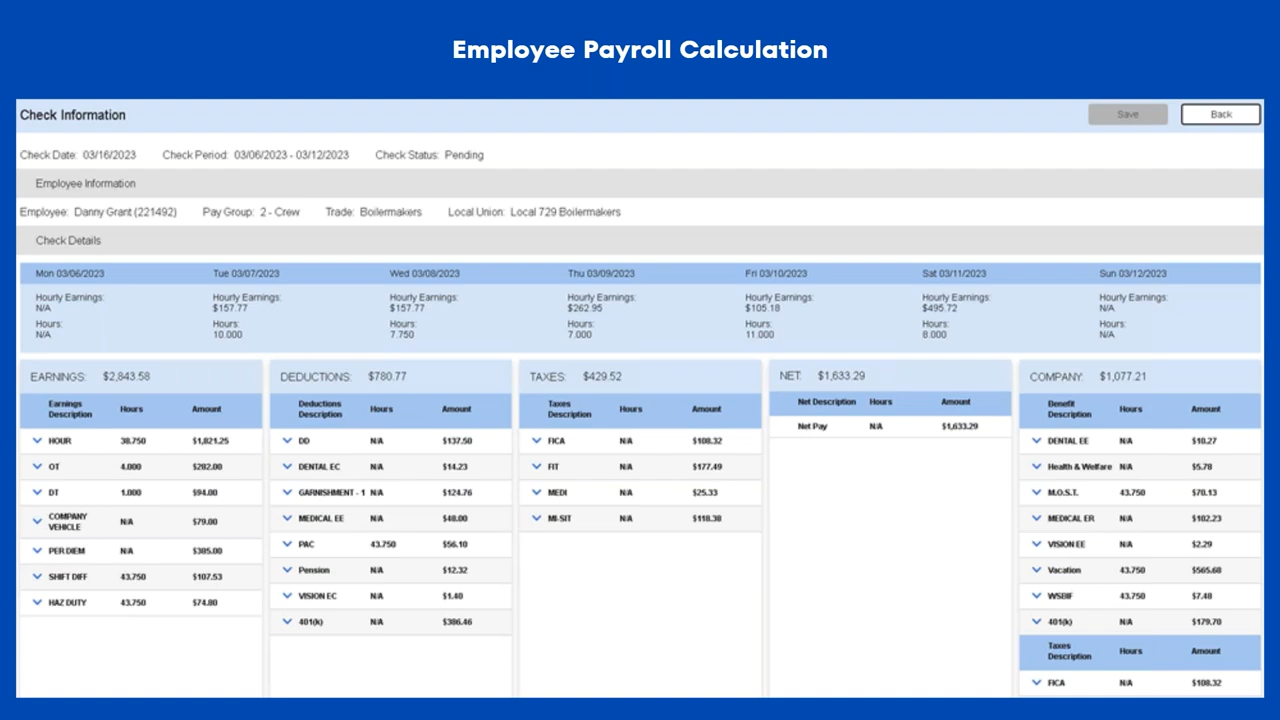 Employee Payroll Calculation
Check Information
Save
Back
Check Date: 03/16/2023 Check Period: 03/06/2023 - 03/12/2023 Check Status: Pending
Employee Information
Employee: Danny Grant (221492) Pay Group: 2 - Crew Trade: Boilermakers Local Union: Local 729 Boilermakers
Check Details
Mon 03/06/2023 Tue 03/07/2023 Wed 03/08/2023 Thu 03/09/2023 Fri 03/10/2023 Sat 03/11/2023 Sun 03/12/2023
Hourly Earnings: Hourly Earnings: Hourly Earnings: Hourly Earnings: Hourly Earnings: Hourly Earnings: Hourly Earnings:
N/A $157.77 $157.77 $262.95 $105.18 $495.72 N/A
Hours: Hours: Hours: Hours: Hours: Hours: Hours:
N/A 10.000 7.750 7.000 11.000 8.000 N/A
EARNINGS: $2,843.58
Earnings Description Hours Amount
HOUR 38.750 $1,821.25
OT 4.000 $282.00
DT 1.000 $94.00
COMPANY VEHICLE N/A $79.00
PER DIEM N/A $385.00
SHIFT DIFF 43.750 $107.53
HAZ DUTY 43.750 $74.80
DEDUCTIONS: $780.77
Deductions Description Hours Amount
DD N/A $137.50
DENTAL EC N/A $14.23
GARNISHMENT - 1 N/A $124.76
MEDICAL EE N/A $48.00
PAC 43.750 $56.10
Pension N/A $12.32
VISION EC N/A $1.40
401(k) N/A $386.46
TAXES: $429.52
Taxes Description Hours Amount
FICA N/A $108.32
FIT N/A $177.49
MEDI N/A $25.33
MI-SIT N/A $118.38
NET: $1,633.29
Net Description Hours Amount
Net Pay N/A $1,633.29
COMPANY: $1,077.21
Benefit Description Hours Amount
DENTAL EE N/A $10.27
Health & Welfare N/A $5.78
M.O.S.T. 43.750 $70.13
MEDICAL ER N/A $102.23
VISION EE N/A $2.29
Vacation 43.750 $565.68
WSBIF 43.750 $7.48
401(k) N/A $179.70
Taxes Description Hours Amount
FICA N/A $108.32